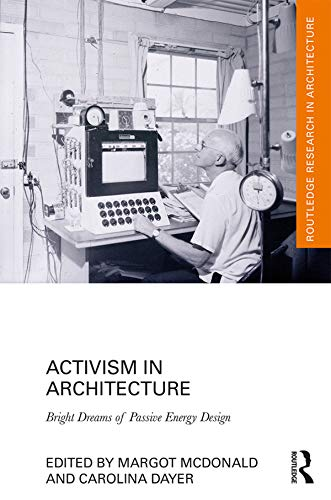 ROUTLEDGE RESEARCH IN ARCHITECTURE
ACTIVISM IN
ARCHITECTURE
Bright Dreams of Passive Energy Design
EDITED BY MARGOT MCDONALD
AND CAROLINA DAYER
ROUTLEDGE